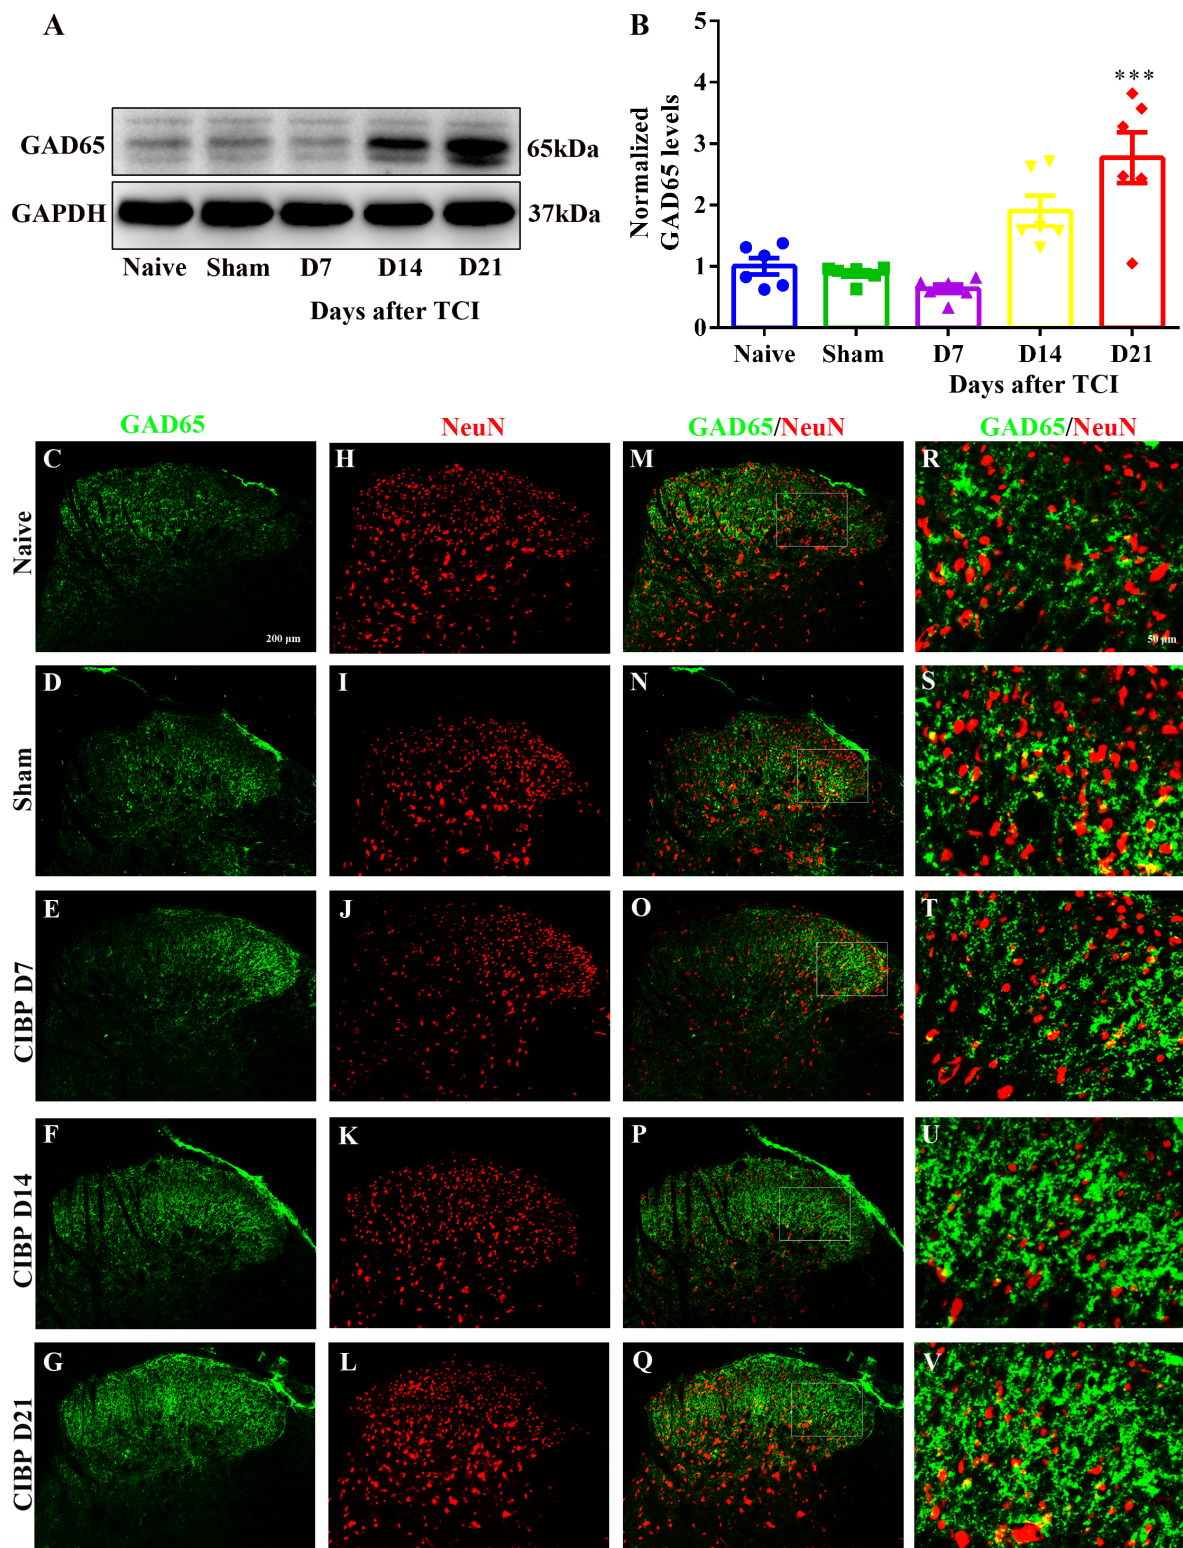 A
GAD65
65kDa
GAPDH
37kDa
Naive Sham D7 D14 D21
Days after TCI
B
Normalized
GAD65 levels
5
4
3
2
1
0
***
Naive Sham D7 D14 D21
Days after TCI
GAD65 NeuN GAD65/NeuN GAD65/NeuN
Naive
C H M R
200 μm
50 μm
Sham
D I N S
CIBP D7
E J O T
CIBP D14
F K P U
CIBP D21
G L Q V